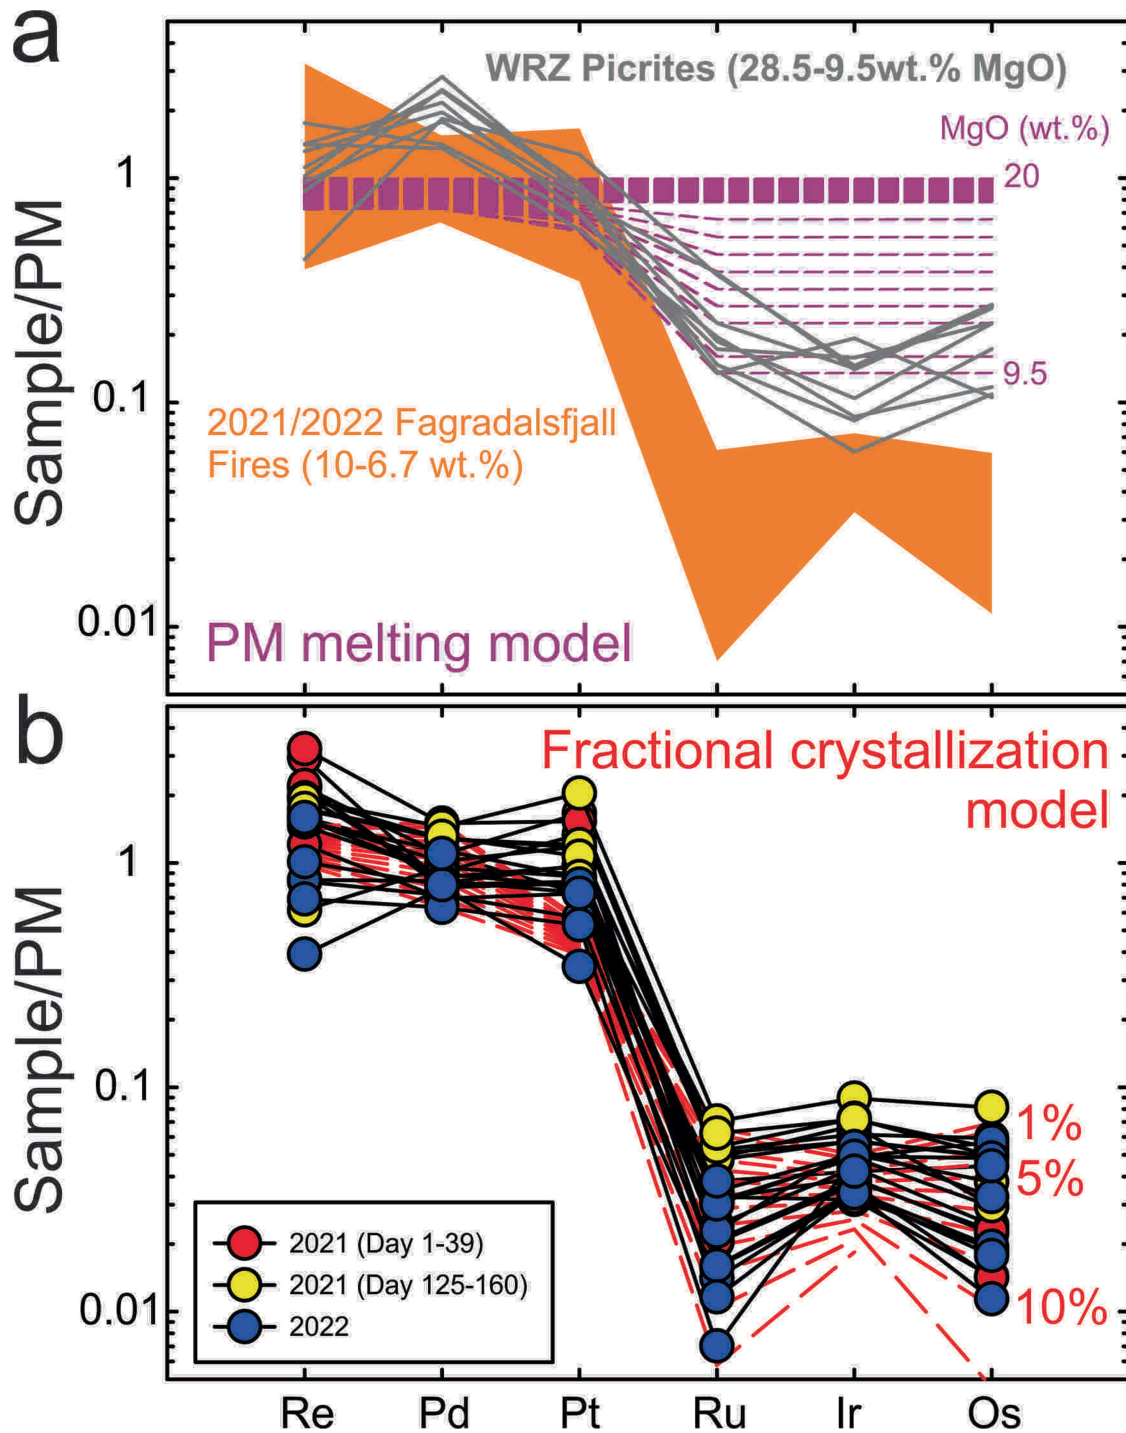 a
WRZ Picrites (28.5-9.5wt.% MgO)
MgO (wt.%)
20
9.5
1
0.1
0.01
Sample/PM
2021/2022 Fagradalsfjall
Fires (10-6.7 wt.%)
PM melting model
b
Fractional crystallization
model
1
0.1
0.01
Sample/PM
1%
5%
10%
2021 (Day 1-39)
2021 (Day 125-160)
2022
Re Pd Pt Ru Ir Os